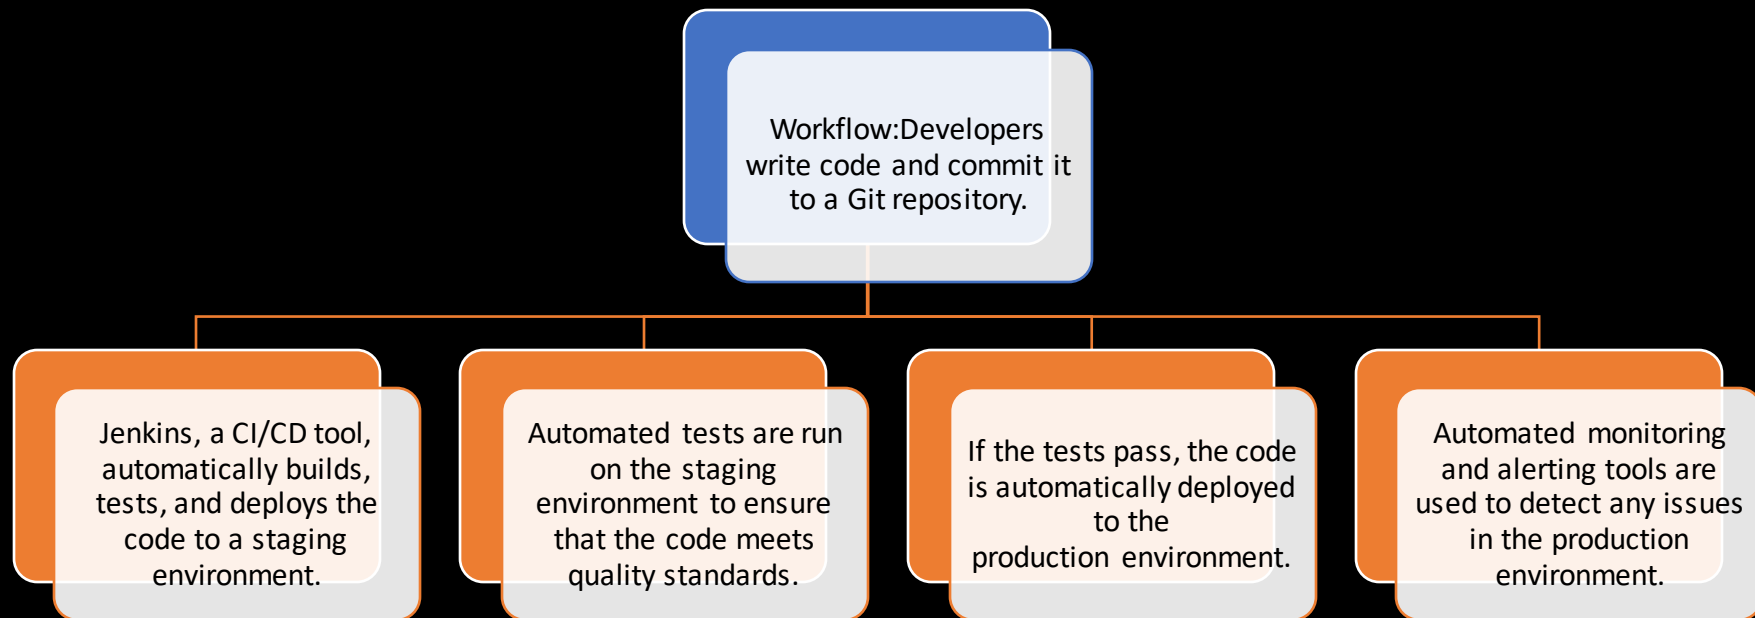 Workflow:Developers
write code and commit it
to a Git repository.
Jenkins, a CI/CD tool,
automatically builds,
tests, and deploys the
code to a staging
environment.
Automated tests are run
on the staging
environment to ensure
that the code meets
quality standards.
If the tests pass, the code
is automatically deployed
to the
production environment.
Automated monitoring
and alerting tools are
used to detect any issues
in the production
environment.